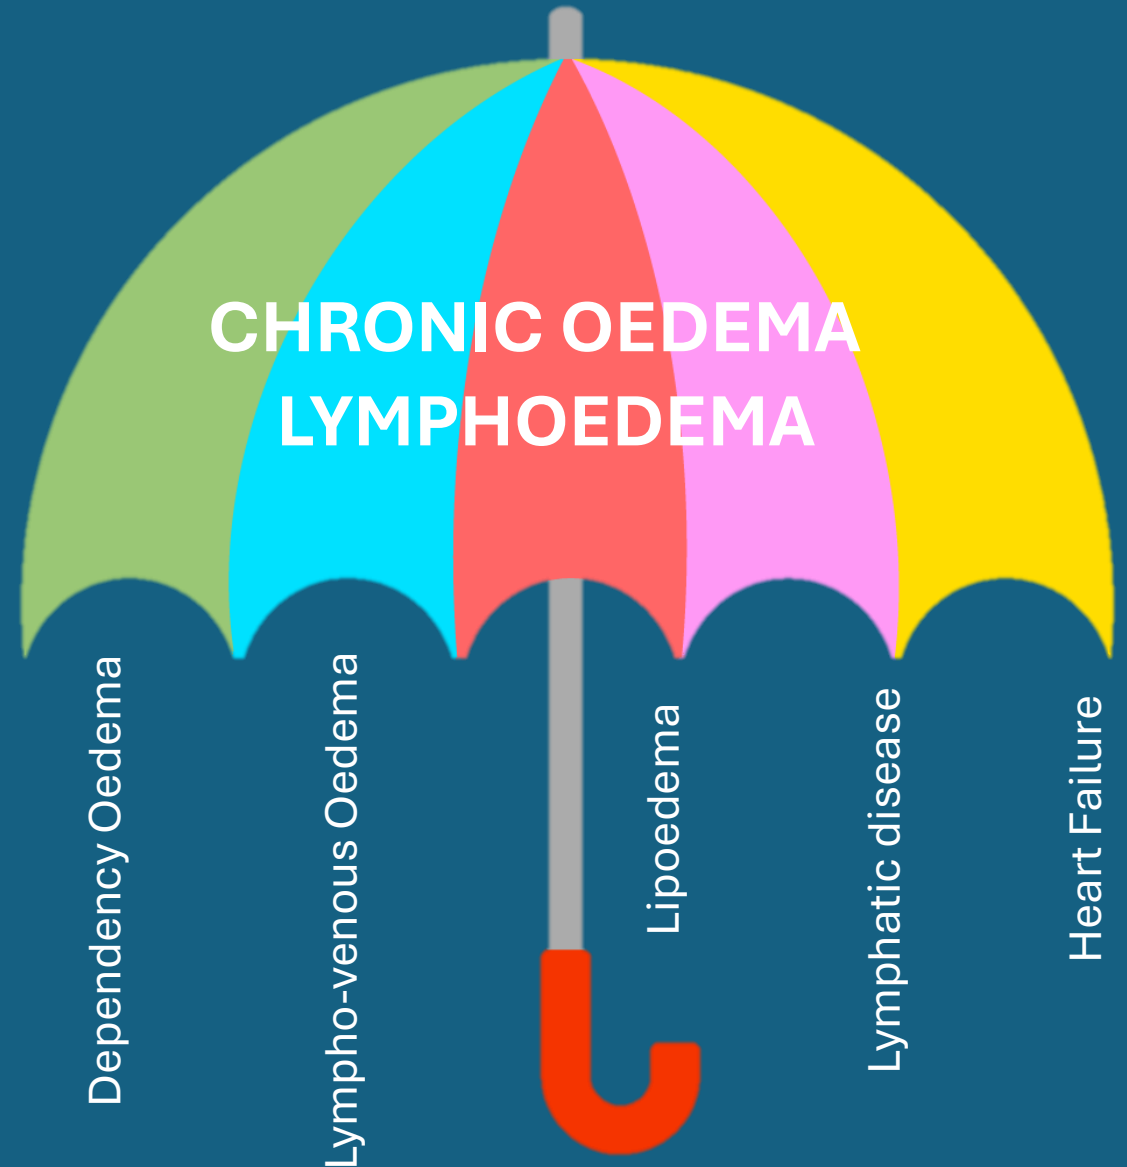 CHRONIC OEDEMA
LYMPHOEDEMA
Dependency Oedema
Lympho-venous Oedema
Lipoedema
Lymphatic disease
Heart Failure